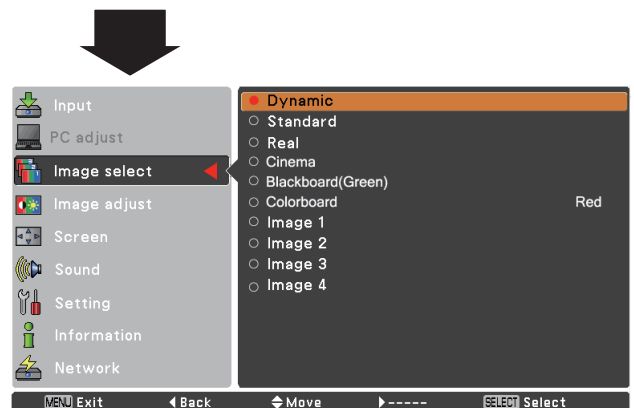 Input
PC adjust
Image select
Image adjust
Screen
Sound
Setting
Information
Network
Dynamic
Standard
Real
Cinema
Blackboard(Green)
Colorboard Red
Image 1
Image 2
Image 3
Image 4
MENU Exit Back Move ----- SELECT Select